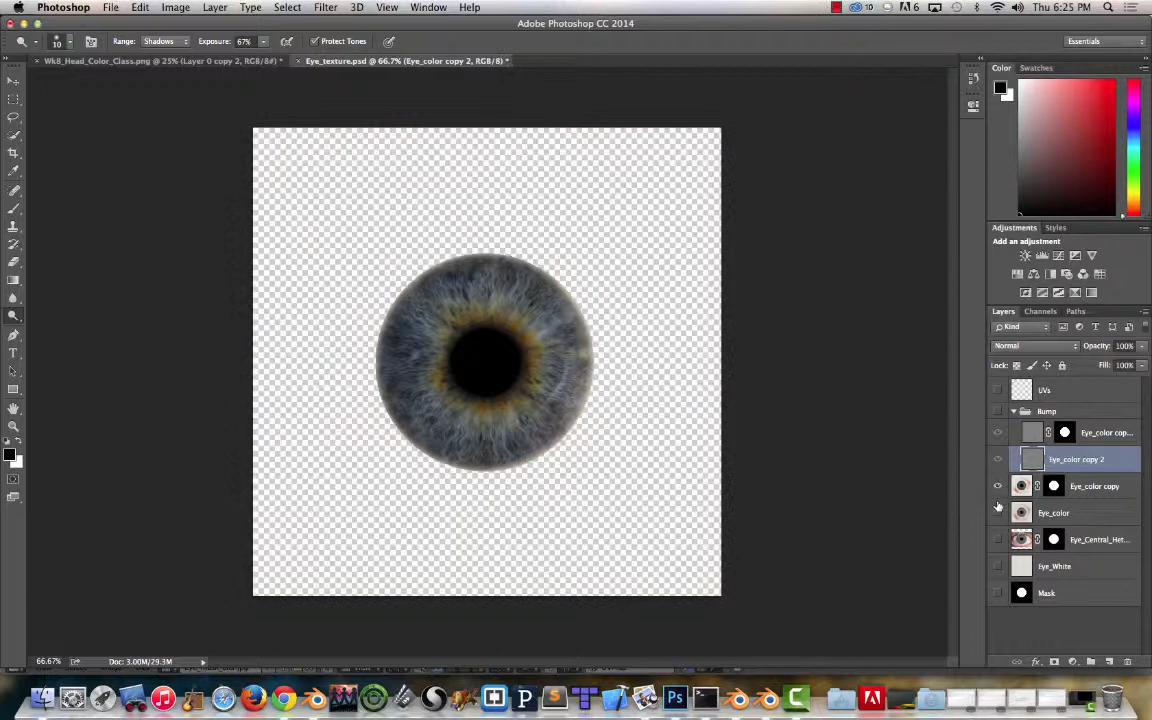 Photoshop File Edit Image Layer Type Select Filter 3D View Window Help
10 6 Thu 7:25 PM
Adobe Photoshop CC 2014
10 Range: Shadows Exposure: 67% Protect Tones Essentials
Wk8_Head_Color_Class.png @ 25% (Layer 0 copy 2, RGB/8#) * Eye_texture.psd @ 66.7% (Eye_color copy 2, RGB/8) *
Color Swatches
Adjustments Styles
Add an adjustment
Layers Channels Paths
Kind
Normal Opacity: 100%
Lock: Fill: 100%
UVs
Bump
Eye_color cop...
Eye_color copy 2
Eye_color copy
Eye_color
Eye_Central_Het...
Eye_White
Mask
66.67% Doc: 3.00M/29.3M